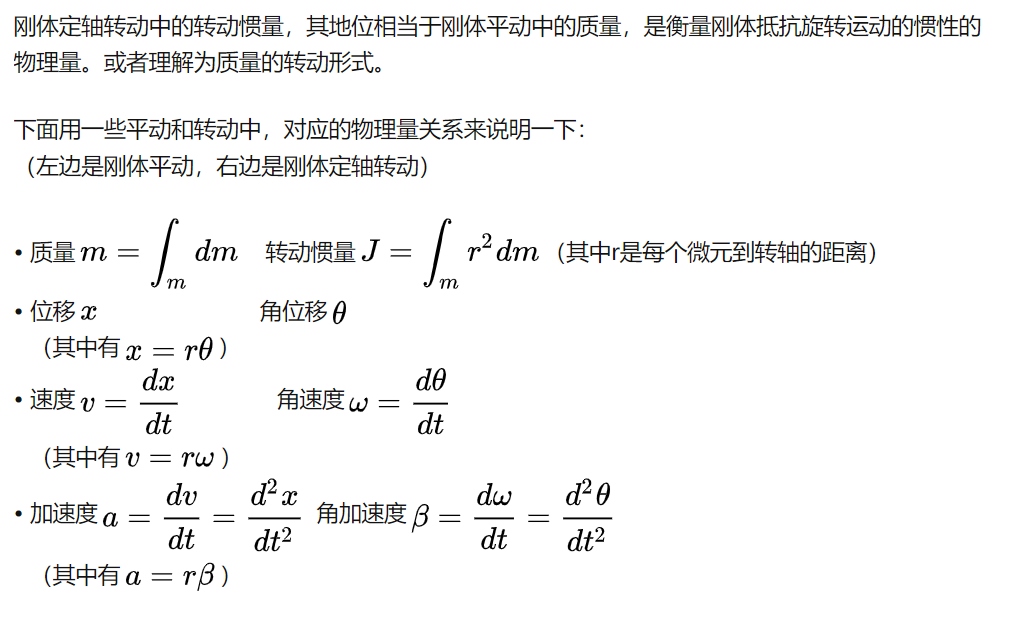 刚体定轴转动中的转动惯量，其地位相当于刚体平动中的质量，是衡量刚体抵抗旋转运动的惯性的
物理量。或者理解为质量的转动形式。
下面用一些平动和转动中，对应的物理量关系来说明一下：
（左边是刚体平动，右边是刚体定轴转动）
• 质量 $m = \int_m dm$ 转动惯量 $J = \int_m r^2 dm$（其中r是每个微元到转轴的距离）
• 位移 $x$ 角位移 $\theta$
（其中有 $x = r\theta$ ）
• 速度 $v = \frac{dx}{dt}$ 角速度 $\omega = \frac{d\theta}{dt}$
（其中有 $v = r\omega$ ）
• 加速度 $a = \frac{dv}{dt} = \frac{d^2 x}{dt^2}$ 角加速度 $\beta = \frac{d\omega}{dt} = \frac{d^2 \theta}{dt^2}$
（其中有 $a = r\beta$ ）